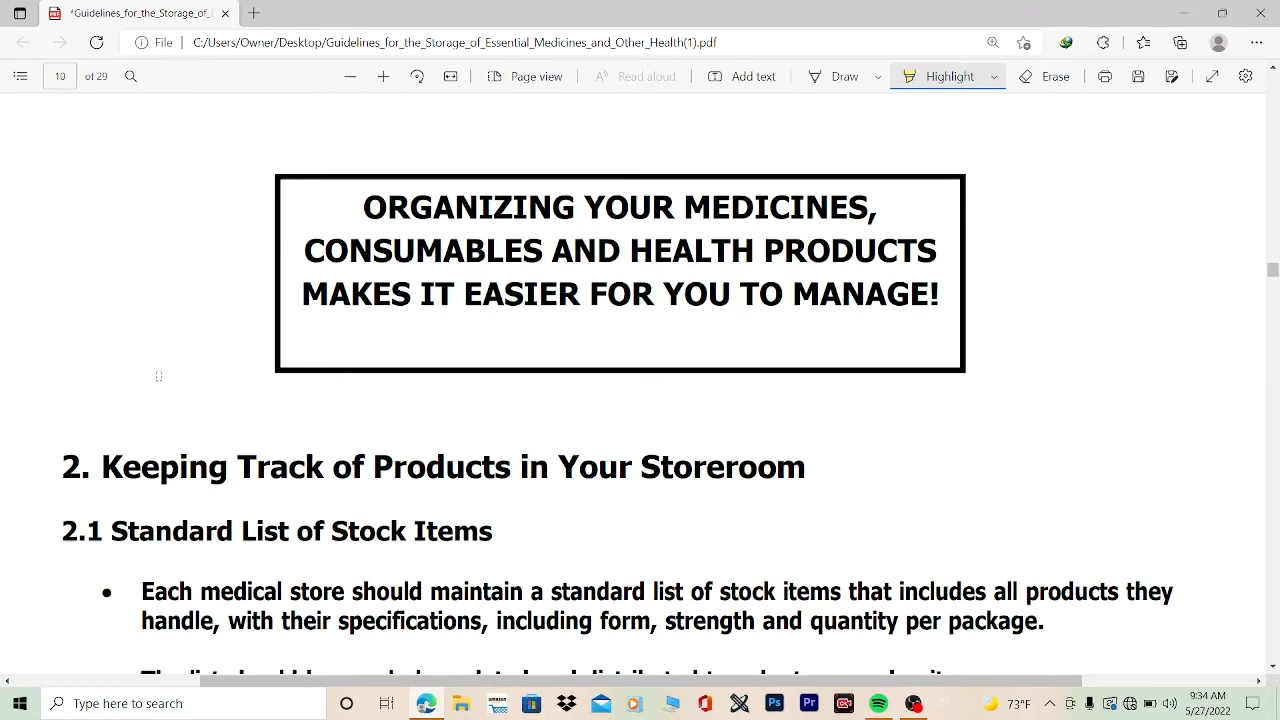 *Guidelines_for_the_Storage_of_
File C:/Users/Owner/Desktop/Guidelines_for_the_Storage_of_Essential_Medicines_and_Other_Health(1).pdf
10 of 29 Page view Read aloud Add text Draw Highlight Erase
ORGANIZING YOUR MEDICINES,
CONSUMABLES AND HEALTH PRODUCTS
MAKES IT EASIER FOR YOU TO MANAGE!
2. Keeping Track of Products in Your Storeroom
2.1 Standard List of Stock Items
• Each medical store should maintain a standard list of stock items that includes all products they
handle, with their specifications, including form, strength and quantity per package.
Type here to search
73°F
5:44 AM
5/27/2022